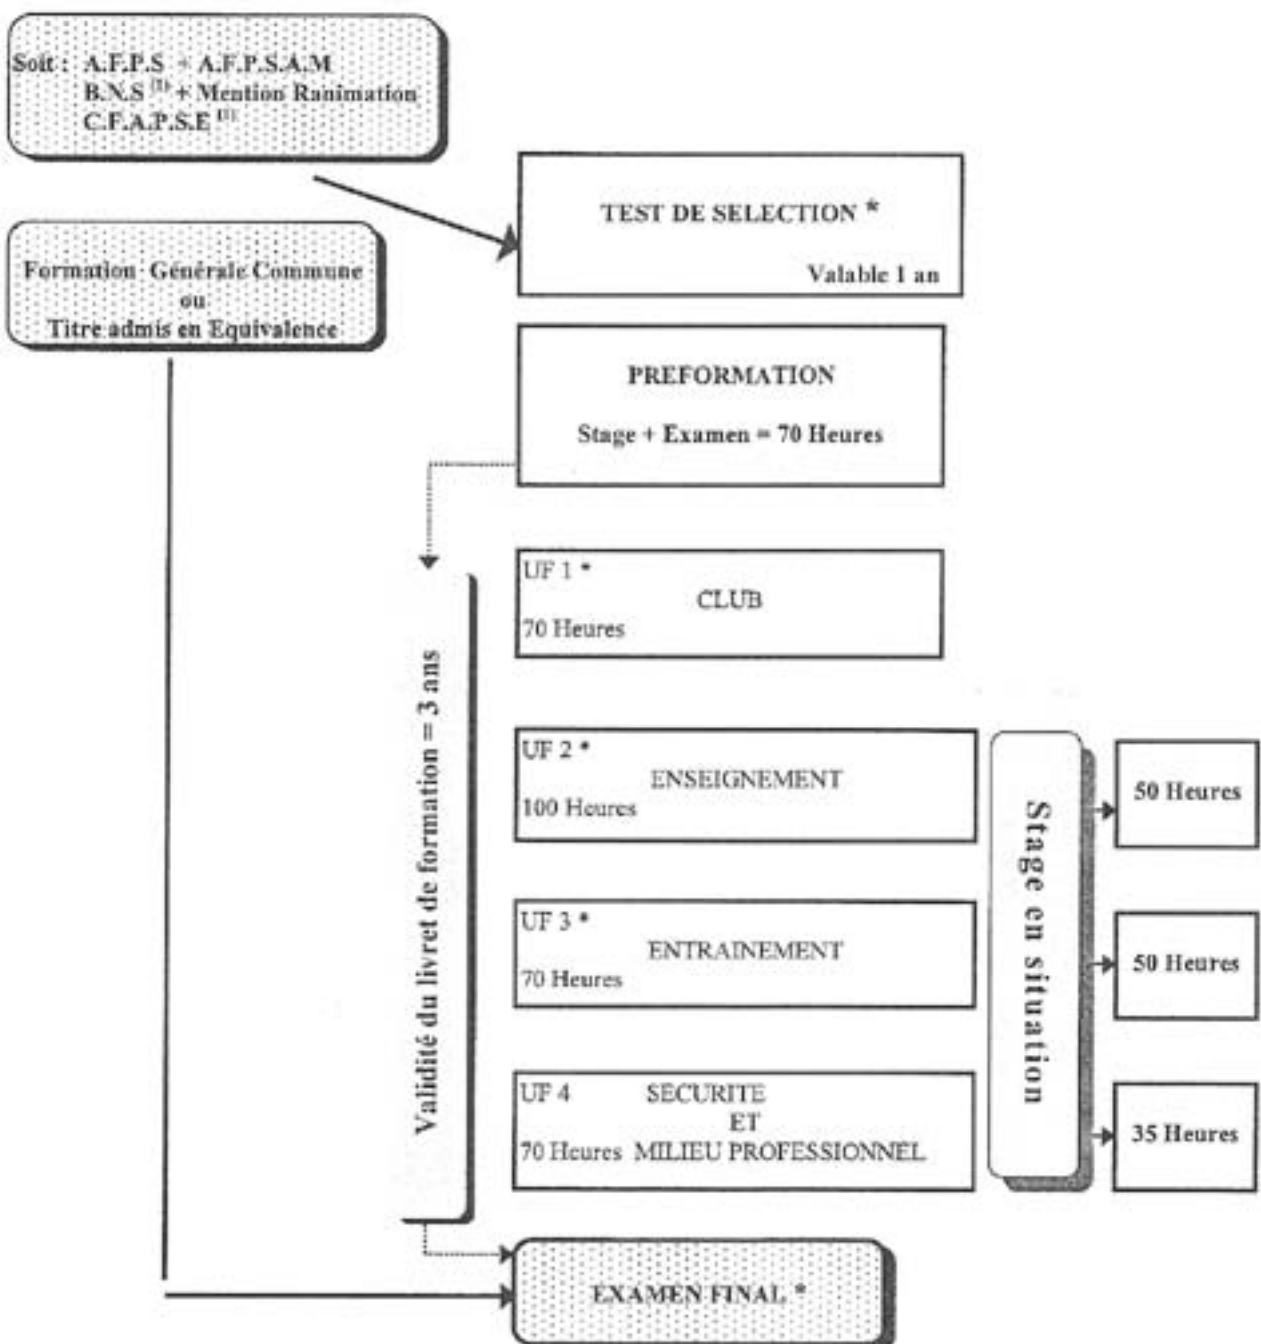 Soit : A.F.P.S + A.F.P.S.A.M
B.N.S (1) + Mention Ranimation
C.F.A.P.S.E (1)
TEST DE SELECTION *
Valable 1 an
Formation Générale Commune
ou
Titre admis en Equivalence
PREFORMATION
Stage + Examen = 70 Heures
Validité du livret de formation = 3 ans
UF 1 *
CLUB
70 Heures
UF 2 *
ENSEIGNEMENT
100 Heures
UF 3 *
ENTRAINEMENT
70 Heures
UF 4 SECURITE
ET
70 Heures MILIEU PROFESSIONNEL
Stage en situation
50 Heures
50 Heures
35 Heures
EXAMEN FINAL *